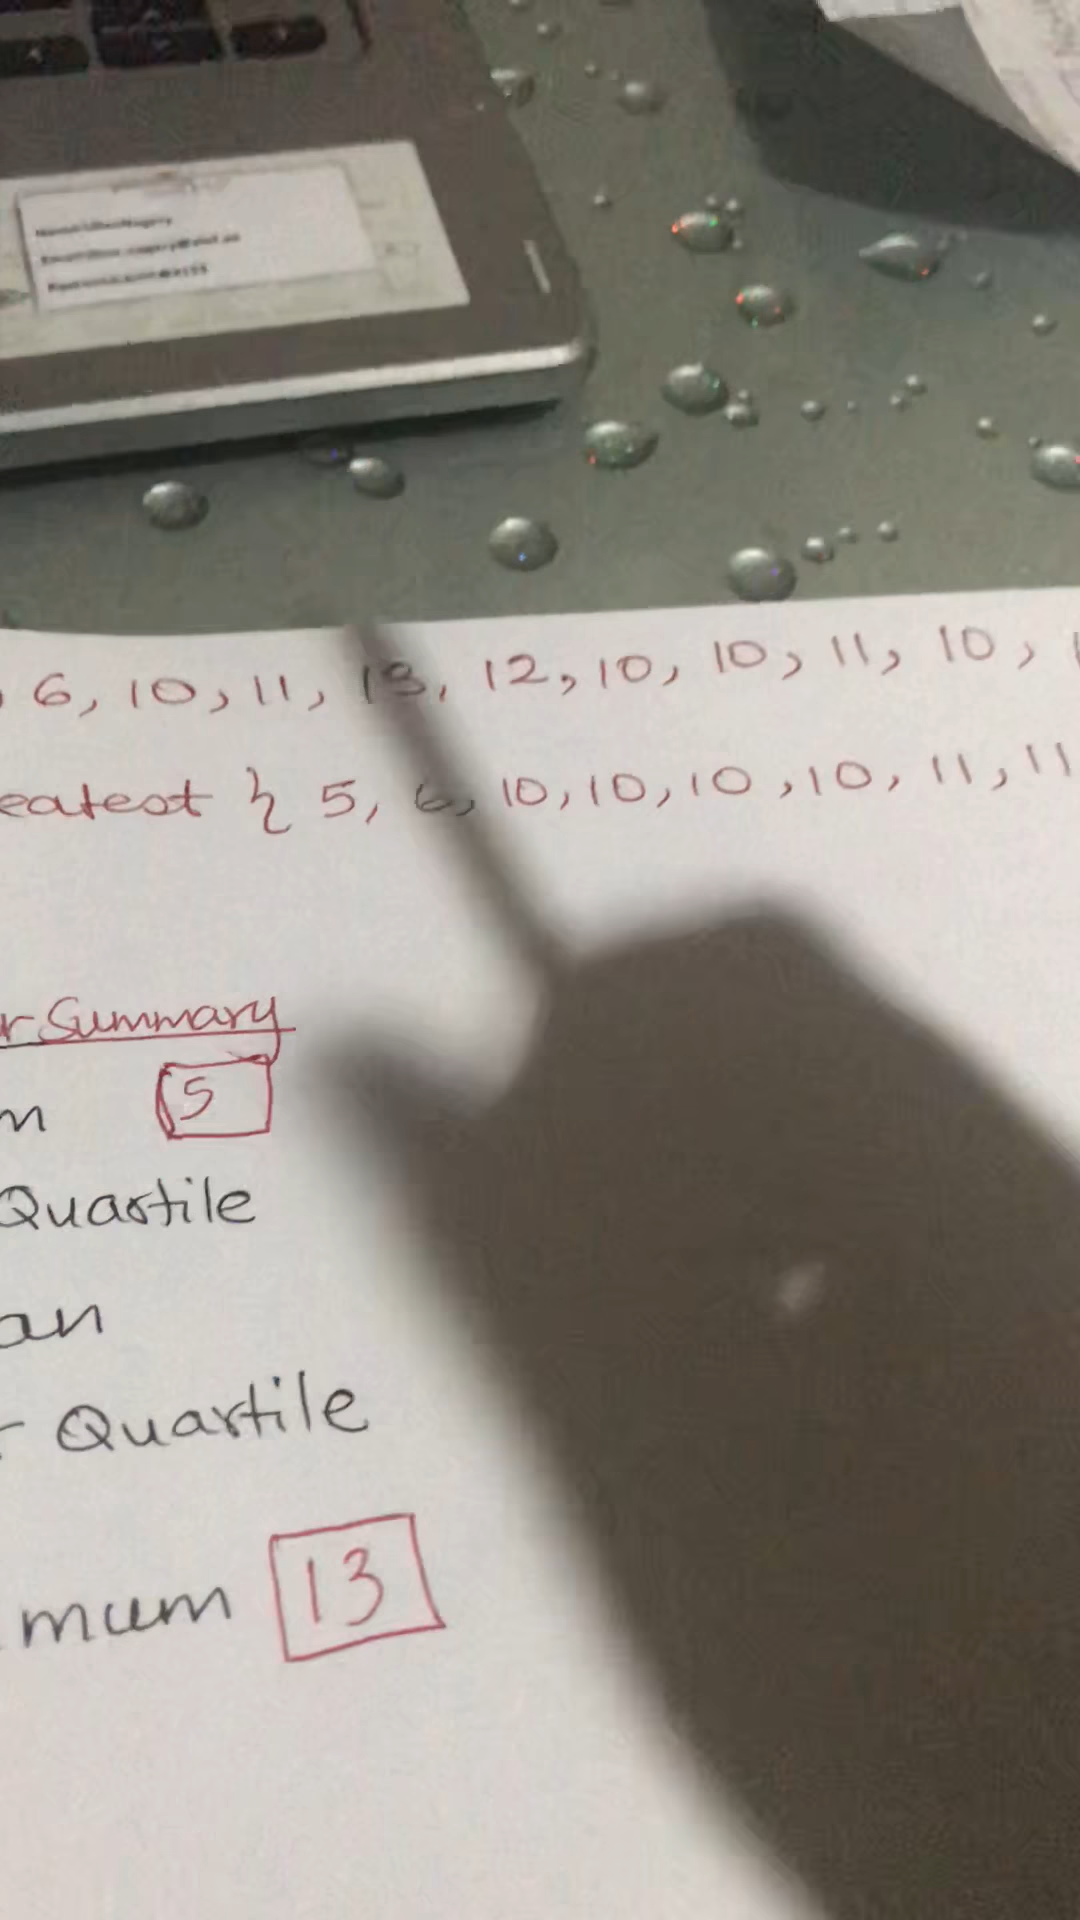 6, 10, 11, 13, 12, 10, 10, 11, 10,
eatest } 5, 6, 10, 10, 10, 10, 11, 11
r Summary
m 5
Quartile
an
r Quartile
mum 13